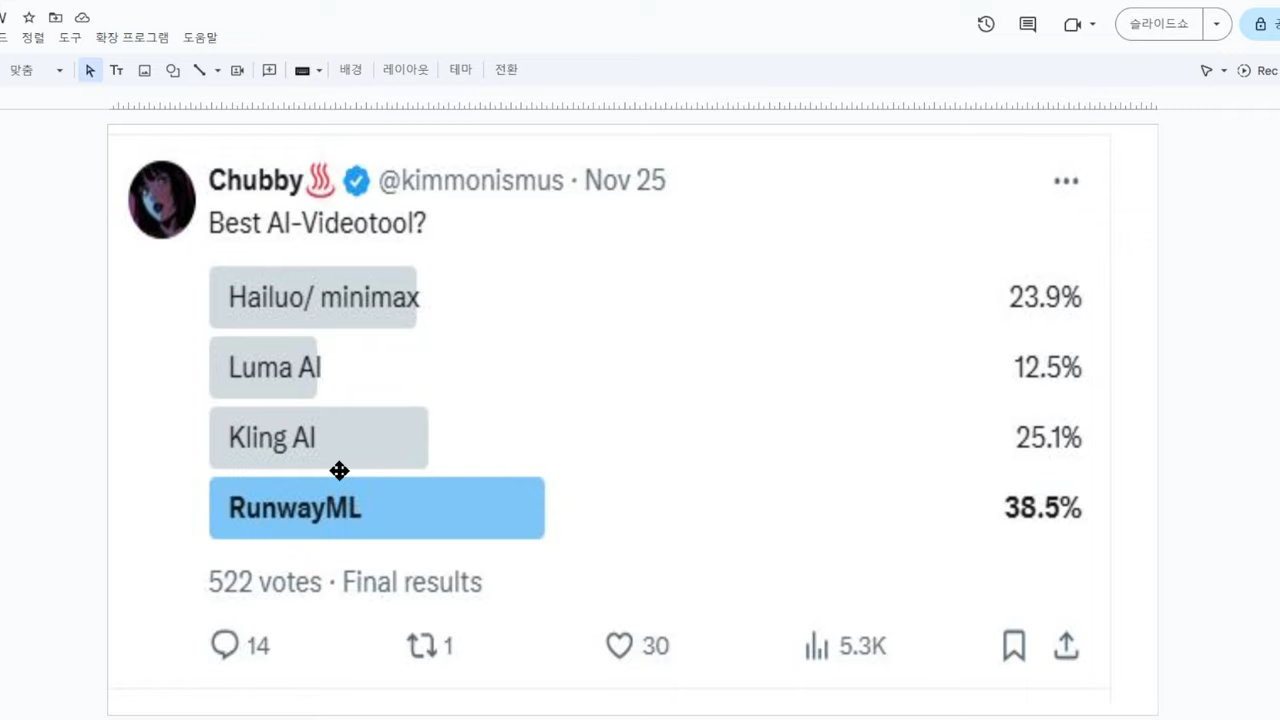 정렬 도구 확장 프로그램 도움말
슬라이드쇼
맞춤 배경 레이아웃 테마 전환 Rec
Chubby♨️ @kimmonismus · Nov 25
Best AI-Videotool?
Hailuo/ minimax 23.9%
Luma AI 12.5%
Kling AI 25.1%
RunwayML 38.5%
522 votes · Final results
14 1 30 5.3K